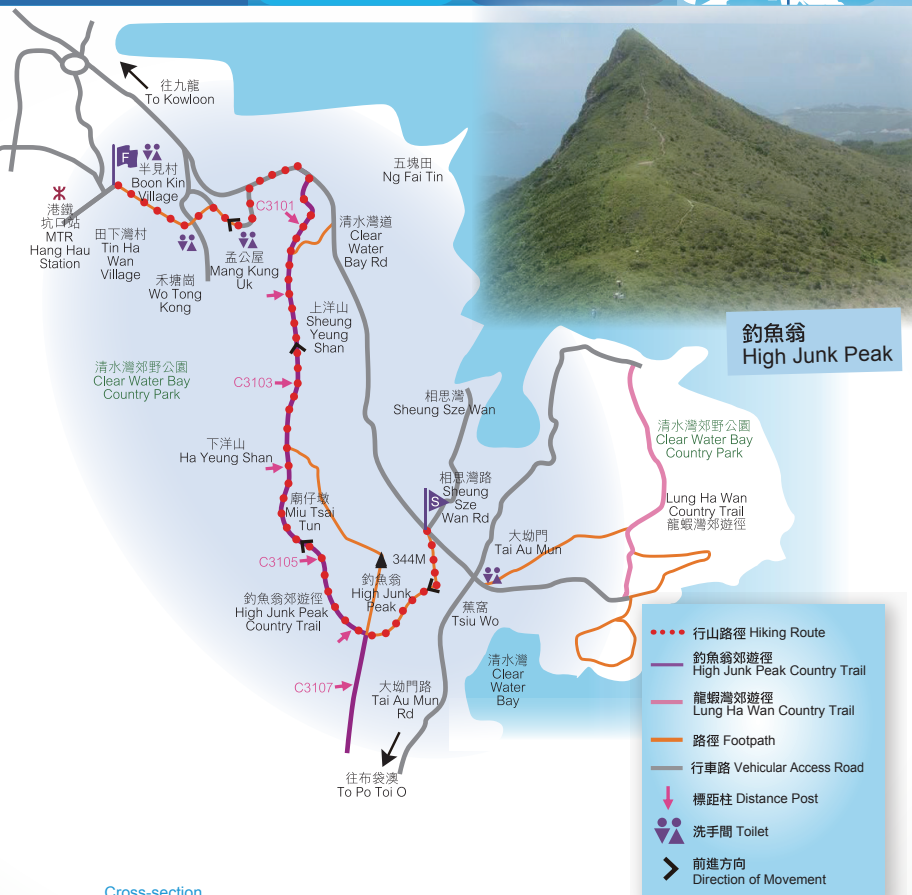 往九龍
To Kowloon
F
半見村
Boon Kin
Village
五塊田
Ng Fai Tin
C3101
港鐵
坑口站
MTR
Hang Hau
Station
田下灣村
Tin Ha
Wan
Village
孟公屋
Mang Kung
Uk
清水灣道
Clear
Water
Bay Rd
禾塘崗
Wo Tong
Kong
上洋山
Sheung
Yeung
Shan
釣魚翁
High Junk Peak
清水灣郊野公園
Clear Water Bay
Country Park
C3103
相思灣
Sheung Sze Wan
清水灣郊野公園
Clear Water Bay
Country Park
下洋山
Ha Yeung Shan
相思灣路
Sheung
Sze
Wan Rd
S
廟仔墩
Miu Tsai
Tun
Lung Ha Wan
Country Trail
龍蝦灣郊遊徑
大坳門
Tai Au Mun
C3105
344M
釣魚翁
High Junk
Peak
釣魚翁郊遊徑
High Junk Peak
Country Trail
蕉窩
Tsiu Wo
清水灣
Clear
Water
Bay
C3107
大坳門路
Tai Au Mun
Rd
往布袋澳
To Po Toi O
行山路徑 Hiking Route
釣魚翁郊遊徑
High Junk Peak Country Trail
龍蝦灣郊遊徑
Lung Ha Wan Country Trail
路徑 Footpath
行車路 Vehicular Access Road
標距柱 Distance Post
洗手間 Toilet
前進方向
Direction of Movement
Cross-section